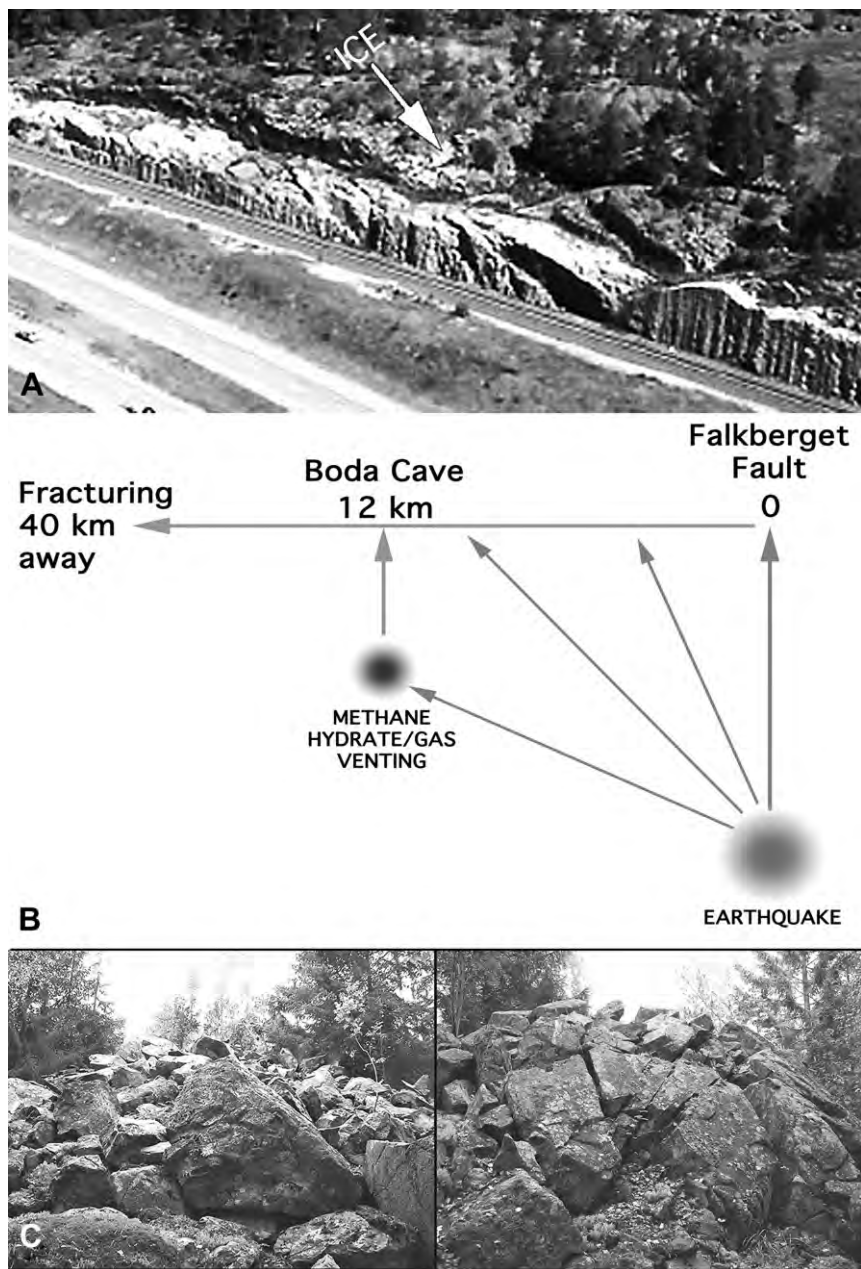 ICE
A
Falkberget
Fault
0
Boda Cave
12 km
Fracturing
40 km
away
METHANE
HYDRATE/GAS
VENTING
EARTHQUAKE
B
C